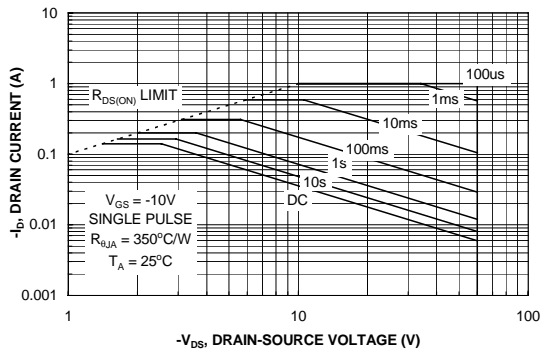 10
1
0.1
0.01
0.001
-I_D, DRAIN CURRENT (A)
R_DS(ON) LIMIT
100us
1ms
10ms
100ms
1s
10s
DC
V_GS = -10V
SINGLE PULSE
R_θJA = 350°C/W
T_A = 25°C
1
10
100
-V_DS, DRAIN-SOURCE VOLTAGE (V)